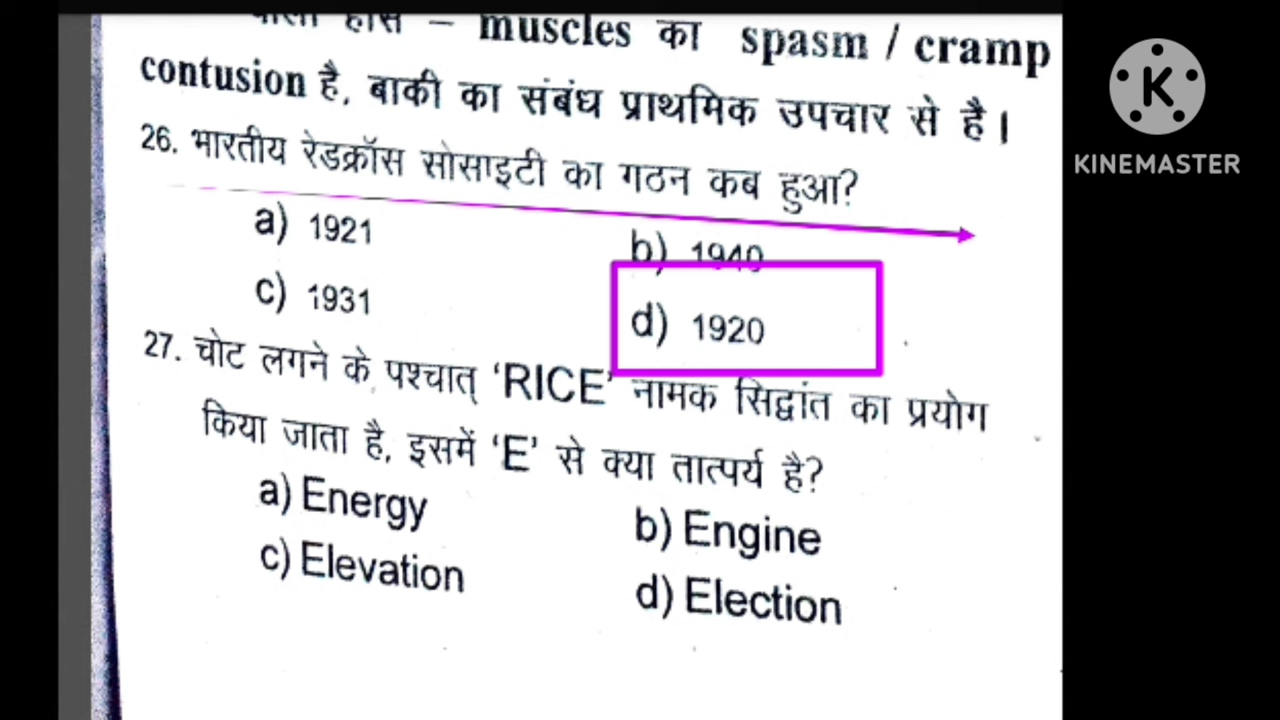 हॉर्स – muscles का spasm / cramp
contusion है, बाकी का संबंध प्राथमिक उपचार से है।
26. भारतीय रेडक्रॉस सोसाइटी का गठन कब हुआ?
a) 1921 b) 1940
c) 1931 d) 1920
27. चोट लगने के पश्चात् ‘RICE’ नामक सिद्वांत का प्रयोग
किया जाता है, इसमें ‘E’ से क्या तात्पर्य है?
a) Energy b) Engine
c) Elevation d) Election
K
KINEMASTER